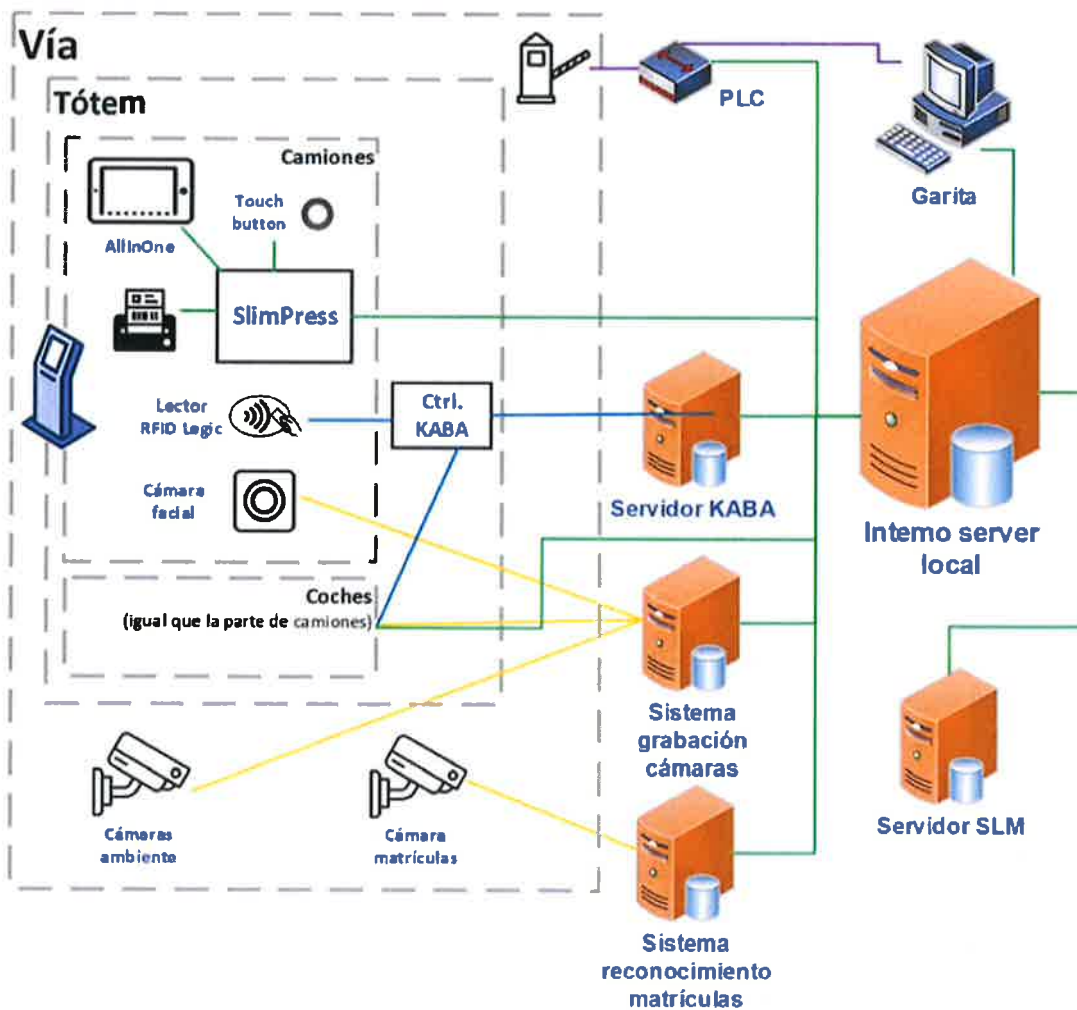 Vía
Tótem
Camiones
Touch
button
AllInOne
SlimPress
Lector
RFID Legic
Ctrl.
KABA
Cámara
facial
Coches
(igual que la parte de camiones)
Cámaras
ambiente
Cámara
matrículas
PLC
Garita
Servidor KABA
Interno server
local
Sistema
grabación
cámaras
Servidor SLM
Sistema
reconocimiento
matrículas